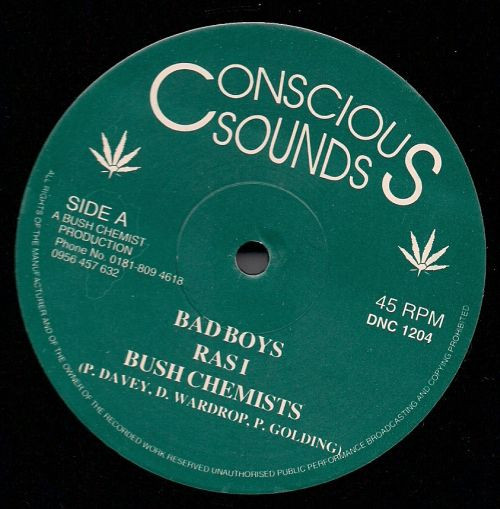 CONSCIOUS
SOUNDS
SIDE A
A BUSH CHEMIST
PRODUCTION
Phone No. 0181-809 4618
0956 457 632
45 RPM
DNC 1204
BAD BOYS
RAS I
BUSH CHEMISTS
(P. DAVEY, D. WARDROP, P. GOLDING)
ALL RIGHTS OF THE MANUFACTURER AND OF THE OWNER OF THE RECORDED WORK RESERVED UNAUTHORISED PUBLIC PERFORMANCE BROADCASTING AND COPYING PROHIBITED